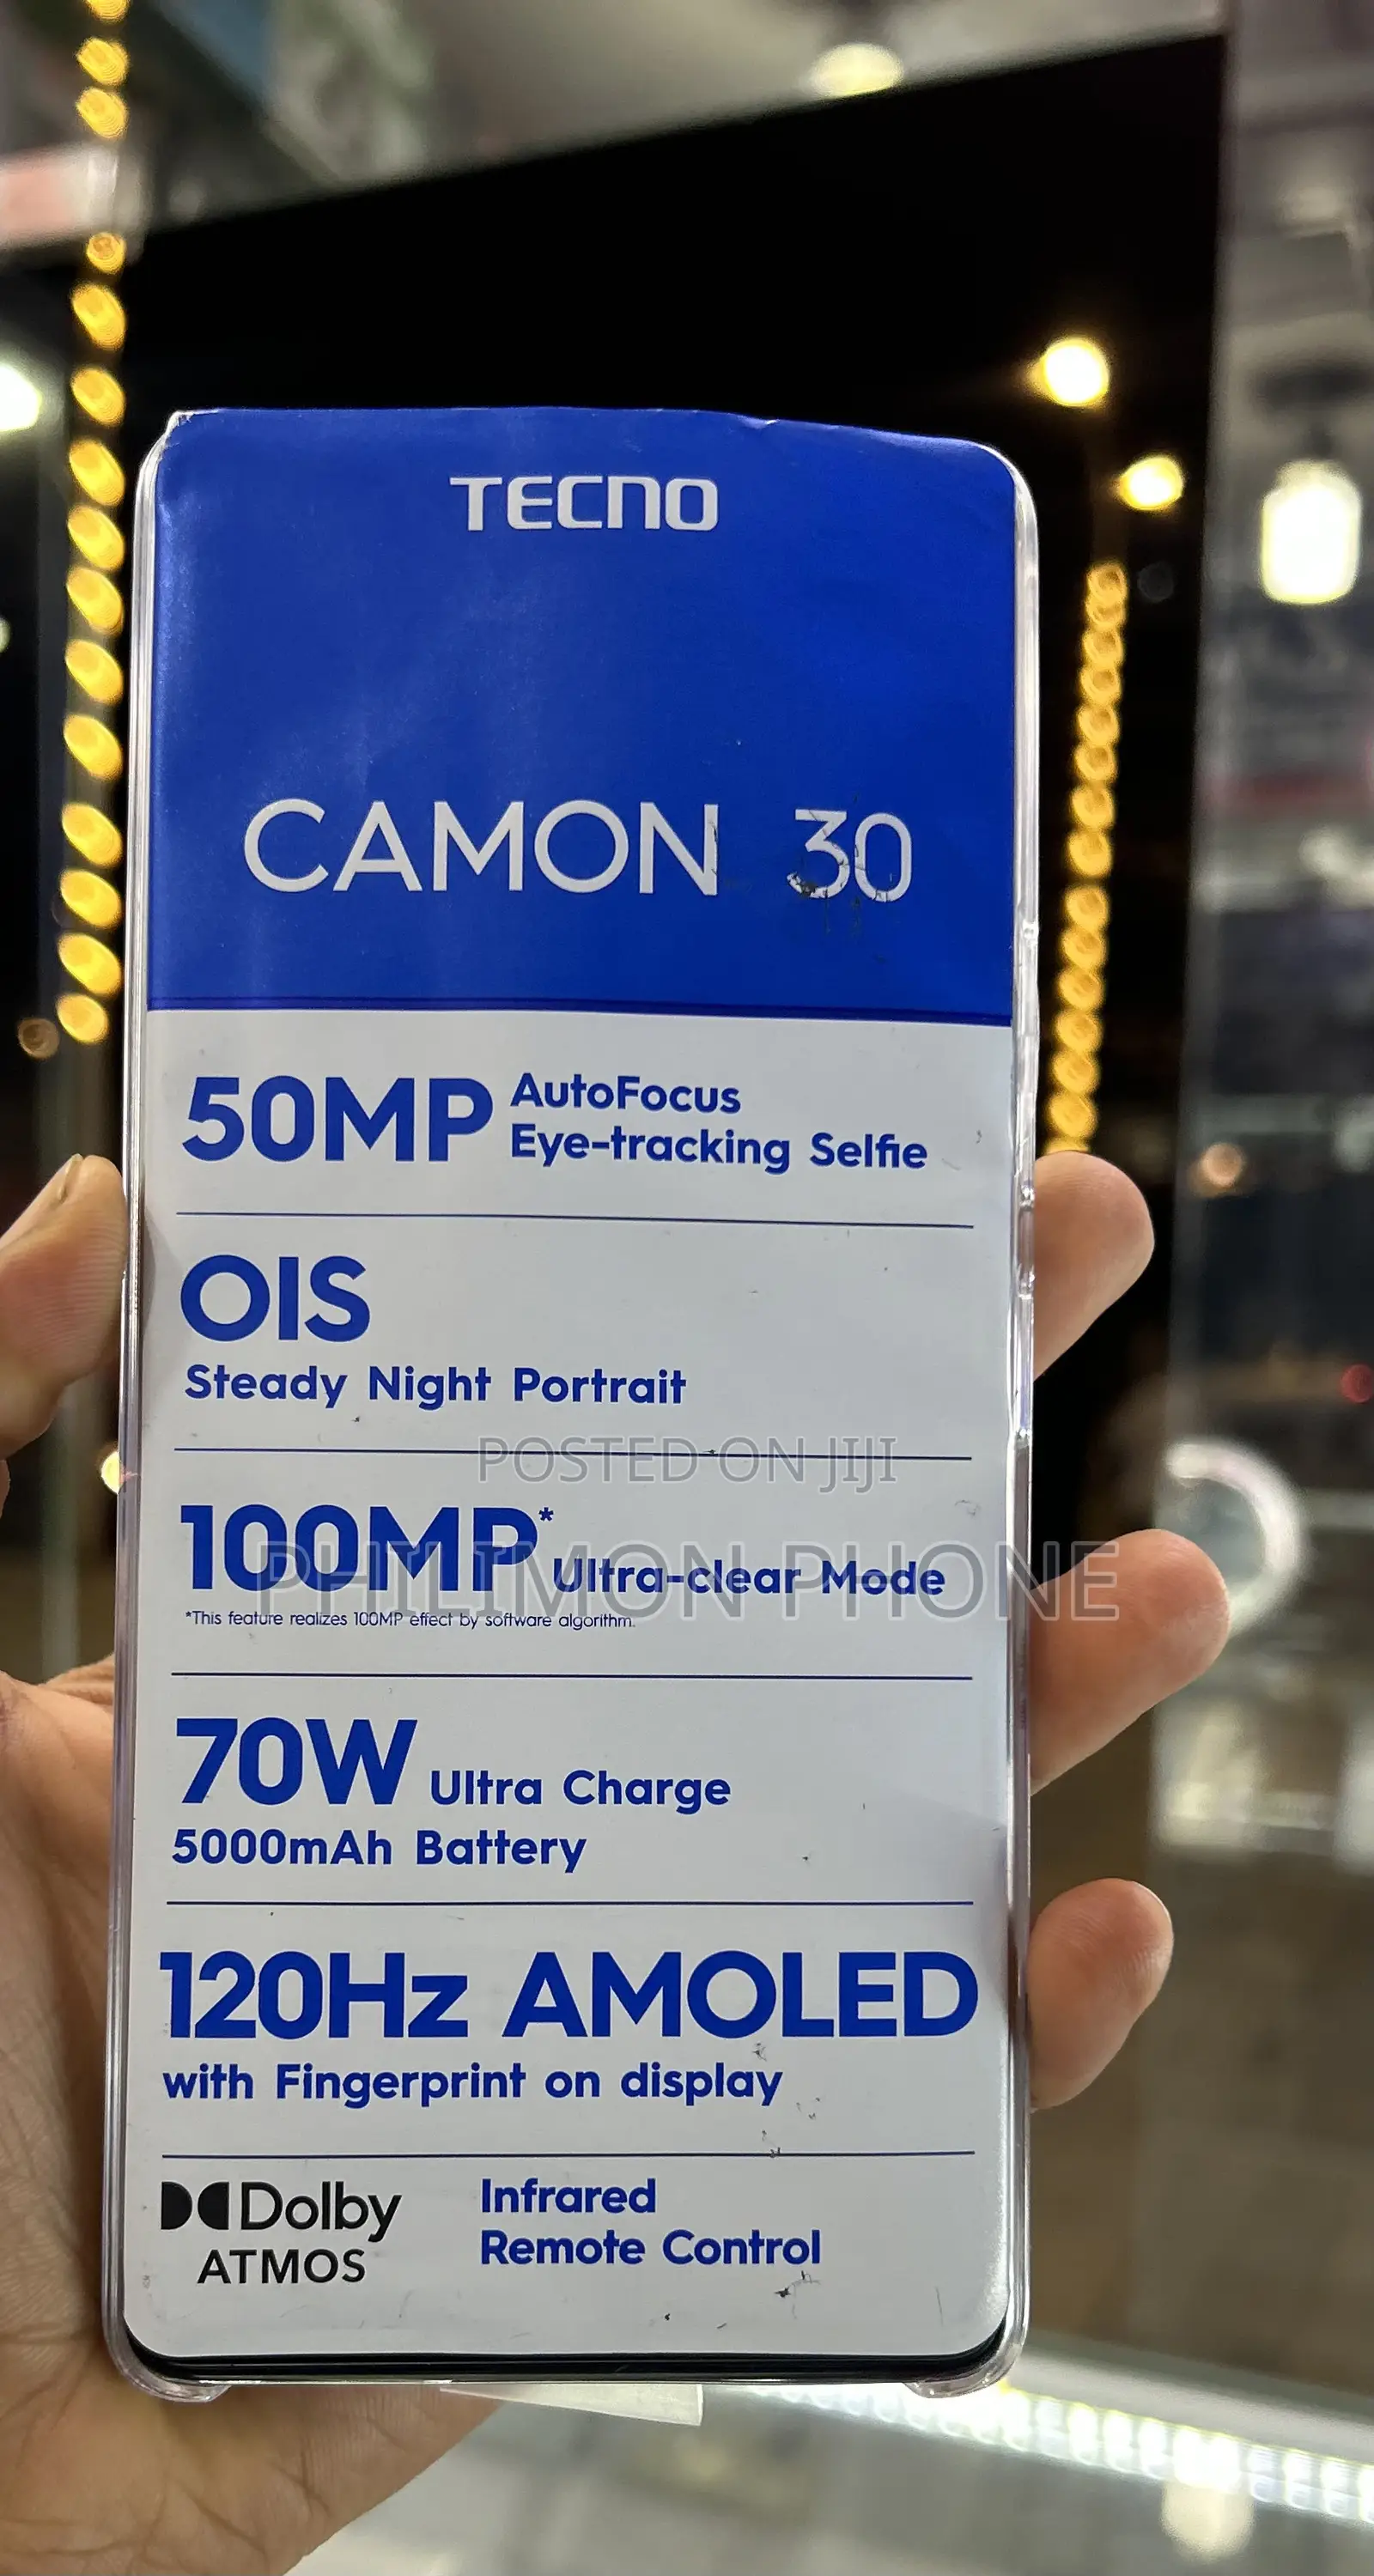 TECNO
CAMON 30
50MP AutoFocus
Eye-tracking Selfie
OIS
Steady Night Portrait
POSTED ON JIJI
100MP* Ultra-clear Mode
PHILIMON PHONE
*This feature realizes 100MP effect by software algorithm.
70W Ultra Charge
5000mAh Battery
120Hz AMOLED
with Fingerprint on display
Dolby
ATMOS
Infrared
Remote Control